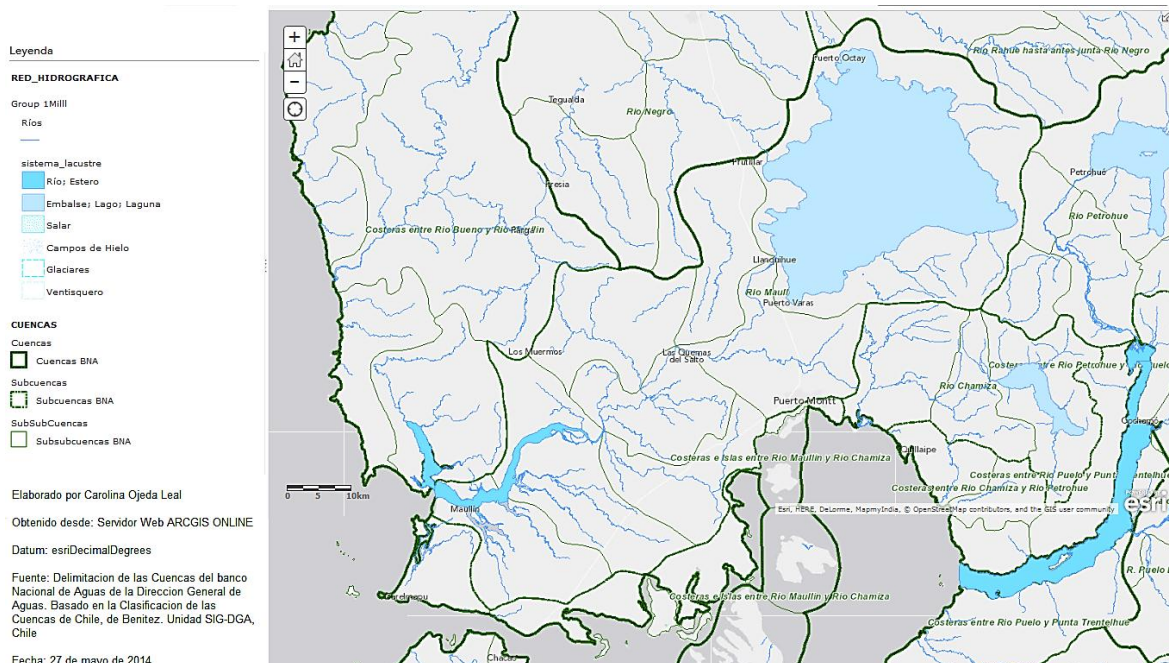 Leyenda
RED_HIDROGRAFICA
Group 1Milll
Ríos
sistema_lacustre
Río; Estero
Embalse; Lago; Laguna
Salar
Campos de Hielo
Glaciares
Ventisquero
CUENCAS
Cuencas
Cuencas BNA
Subcuencas
Subcuencas BNA
SubSubCuencas
Subsubcuencas BNA
Elaborado por Carolina Ojeda Leal
Obtenido desde: Servidor Web ARCGIS ONLINE
Datum: esriDecimalDegrees
Fuente: Delimitacion de las Cuencas del banco
Nacional de Aguas de la Direccion General de
Aguas. Basado en la Clasificacion de las
Cuencas de Chile, de Benitez. Unidad SIG-DGA,
Chile
Fecha: 27 de mayo de 2014
+
−
Rio Rahue hasta antes junta Rio Negro
Puerto Octay
Tegualda
Rio Negro
Frutillar
Petrohué
Fresia
Rio Petrohue
Costeras entre Rio Bueno y Rio
Llanquihue
Rio Maull
Puerto Varas
Los Muermos
Las Quemas
del Salto
Costeras entre Rio Petrohue y
Rio Chamiza
Puerto Montt
Quillaipe
Costeras e Islas entre Rio Maullin y Rio Chamiza
Costeras entre Rio Puelo y Punta Trentelhue
Costeras entre Rio Chamiza y Rio Petrohue
0 5 10km
Maullín
Esri, HERE, DeLorme, MapmyIndia, © OpenStreetMap contributors, and the GIS user community
esri
R. Puelo
Carelmapu
Costeras e Islas entre Rio Maullin y Rio Chamiza
Costeras entre Rio Puelo y Punta Trentelhue
Chacao